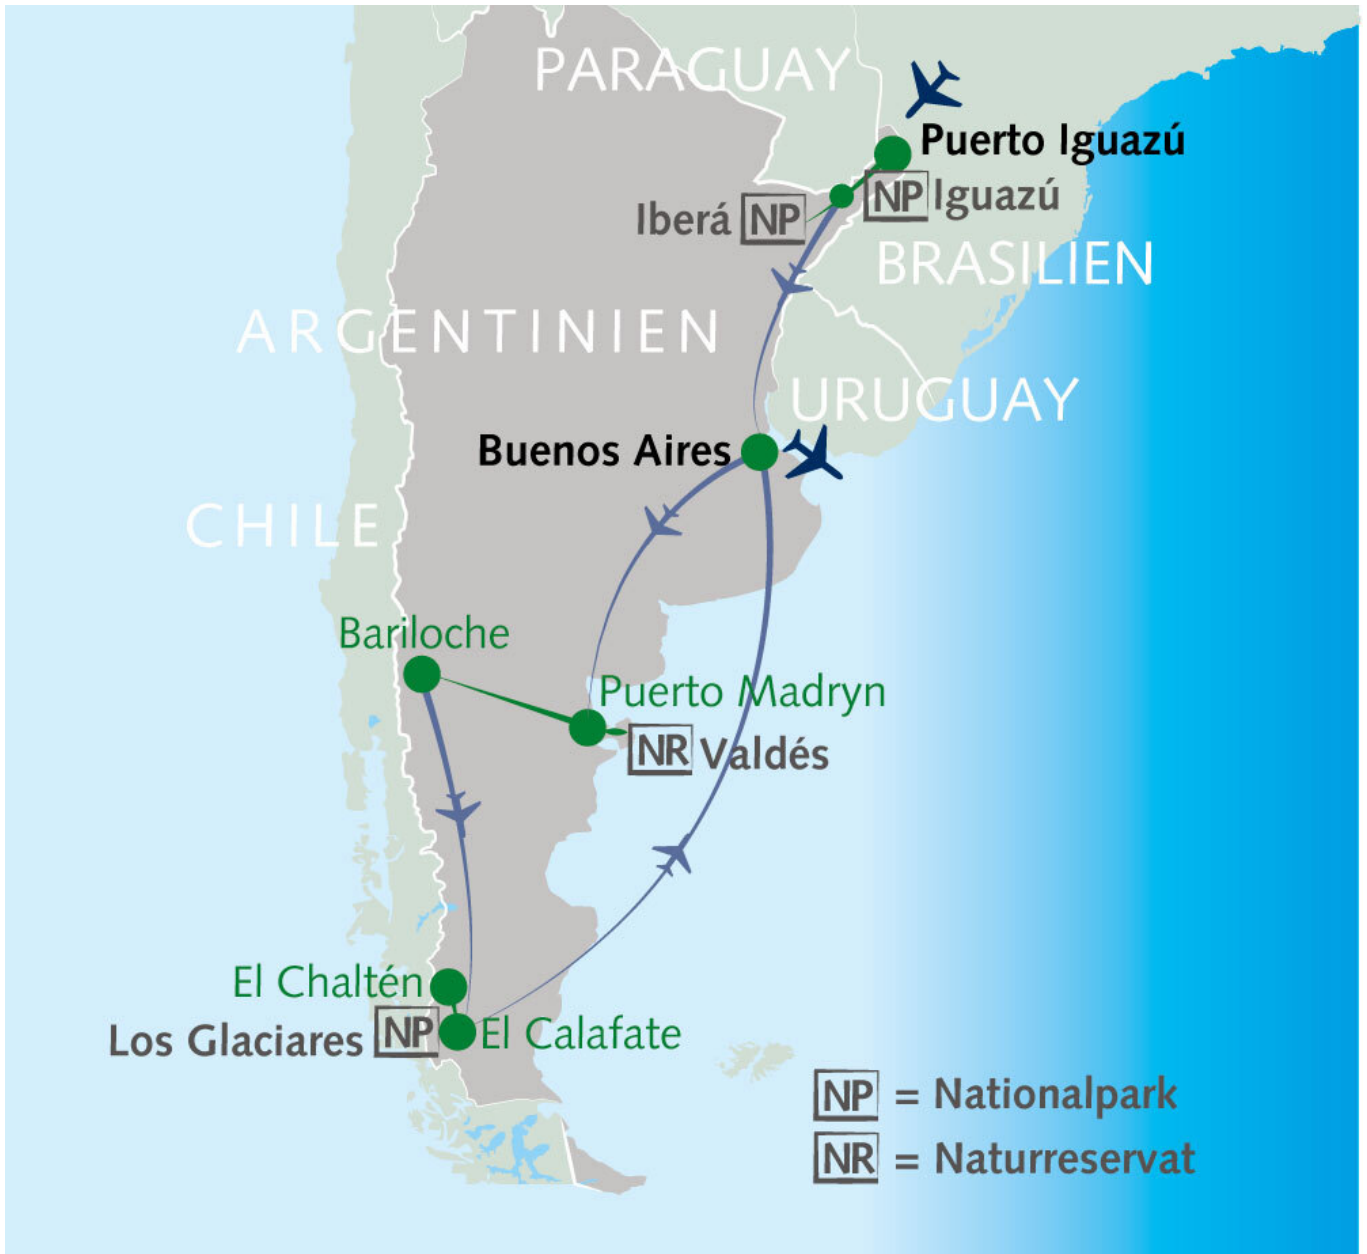 PARAGUAY
Puerto Iguazú
NP Iguazú
Iberá NP
BRASILIEN
ARGENTINIEN
URUGUAY
Buenos Aires
CHILE
Bariloche
Puerto Madryn
NR Valdés
El Chaltén
Los Glaciares NP
El Calafate
NP = Nationalpark
NR = Naturreservat